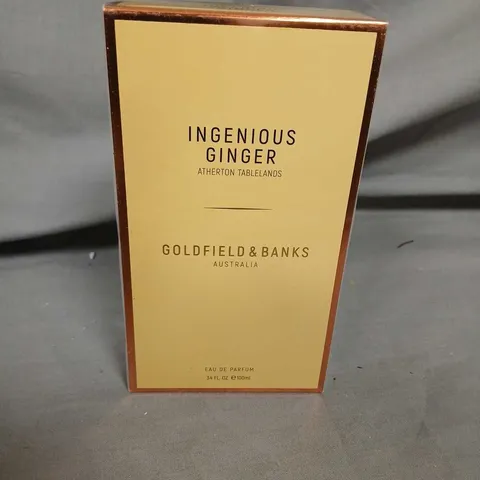 INGENIOUS
GINGER
ATHERTON TABLELANDS
GOLDFIELD & BANKS
AUSTRALIA
EAU DE PARFUM
3.4 FL. OZ ℮100ml